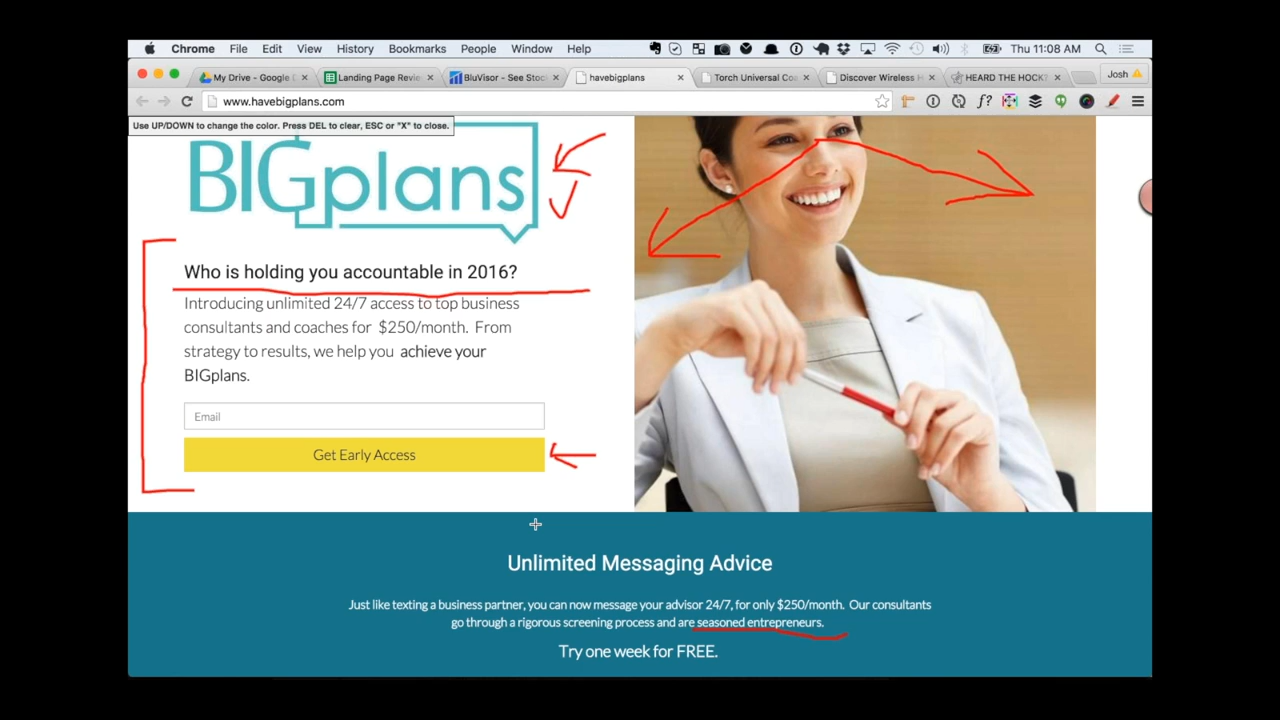 Chrome File Edit View History Bookmarks People Window Help Thu 11:08 AM
My Drive - Google D
Landing Page Revie
BluVisor - See Stoc
havebigplans
Torch Universal Coa
Discover Wireless H
HEARD THE HOCK?
Josh
www.havebigplans.com
f?
Use UP/DOWN to change the color. Press DEL to clear, ESC or "X" to close.
BIGplans
Who is holding you accountable in 2016?
Introducing unlimited 24/7 access to top business
consultants and coaches for $250/month. From
strategy to results, we help you achieve your
BIGplans.
Email
Get Early Access
Unlimited Messaging Advice
Just like texting a business partner, you can now message your advisor 24/7, for only $250/month. Our consultants
go through a rigorous screening process and are seasoned entrepreneurs.
Try one week for FREE.